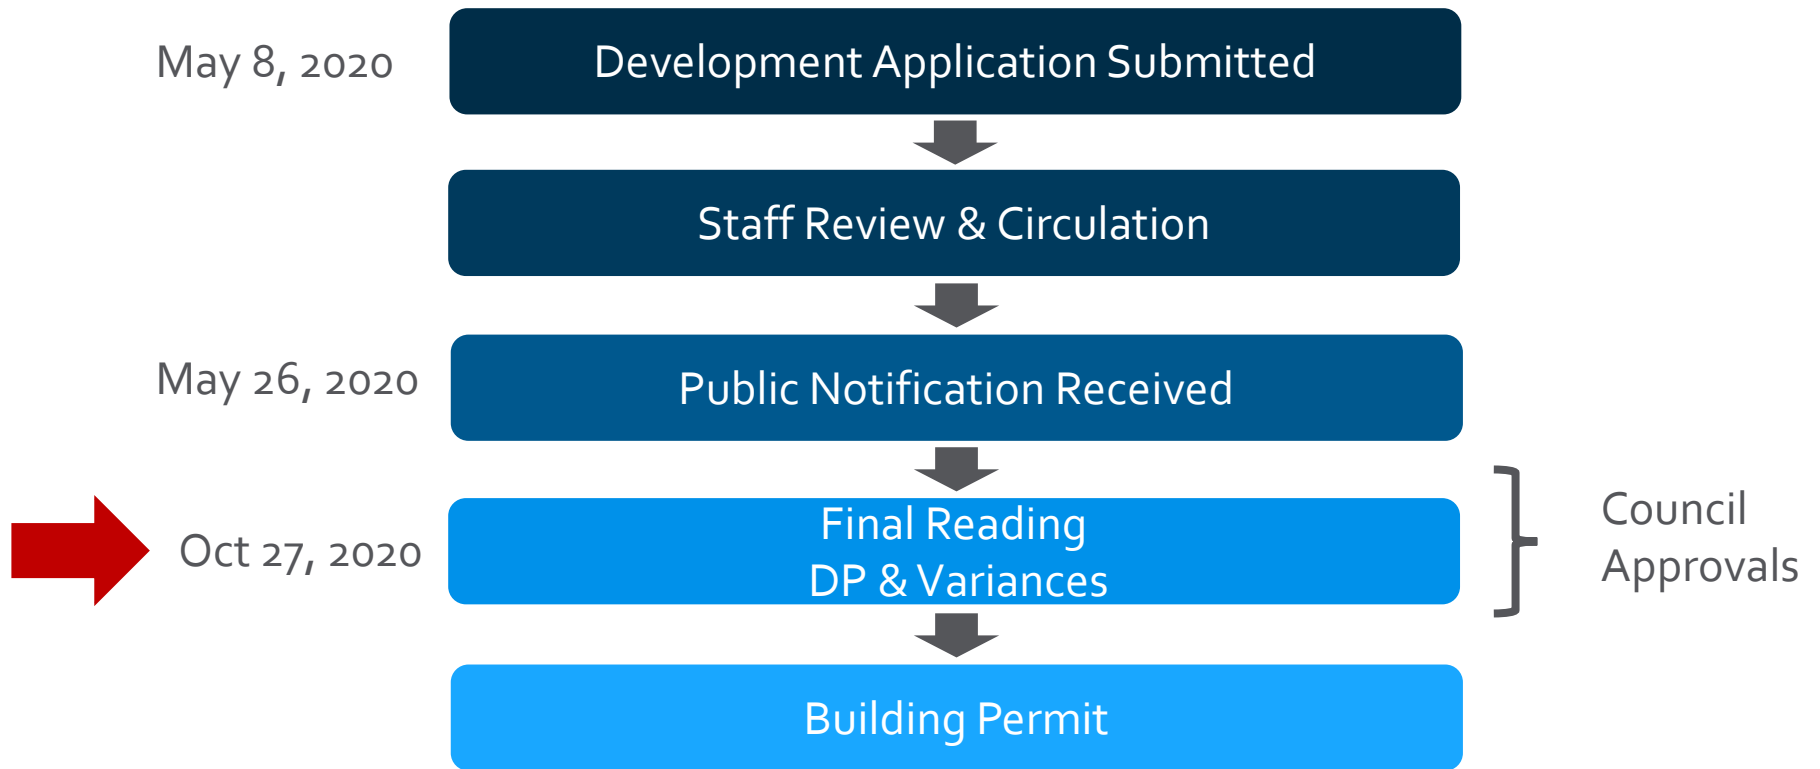 May 8, 2020
Development Application Submitted
Staff Review & Circulation
May 26, 2020
Public Notification Received
Oct 27, 2020
Final Reading
DP & Variances
Council
Approvals
Building Permit